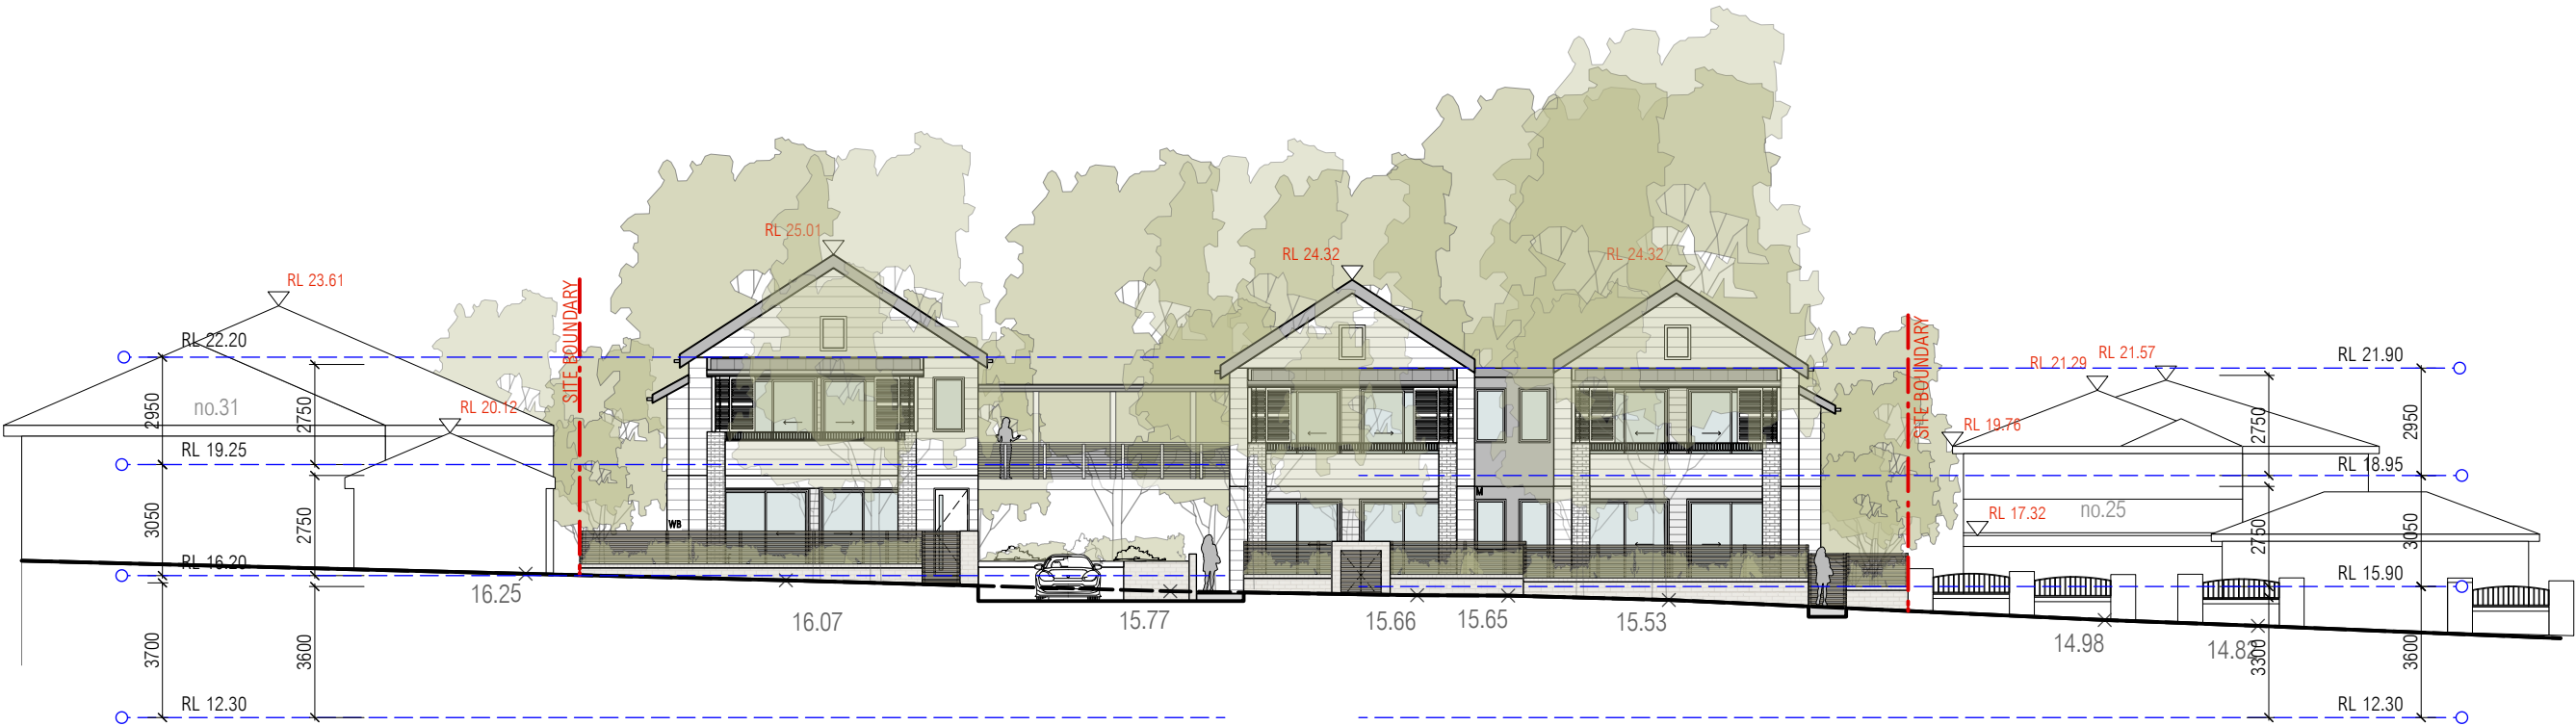 RL 25.01
RL 24.32
RL 24.32
RL 23.61
SITE BOUNDARY
SITE BOUNDARY
RL 22.20
RL 21.90
RL 21.29
RL 21.57
no.31
RL 20.12
2950
2750
RL 19.76
2750
2950
RL 19.25
RL 18.95
3050
2750
WB
M
RL 17.32
no.25
2750
3050
RL 16.20
RL 15.90
16.25
16.07
15.77
15.66
15.65
15.53
14.98
14.82
3700
3600
3300
3600
RL 12.30
RL 12.30